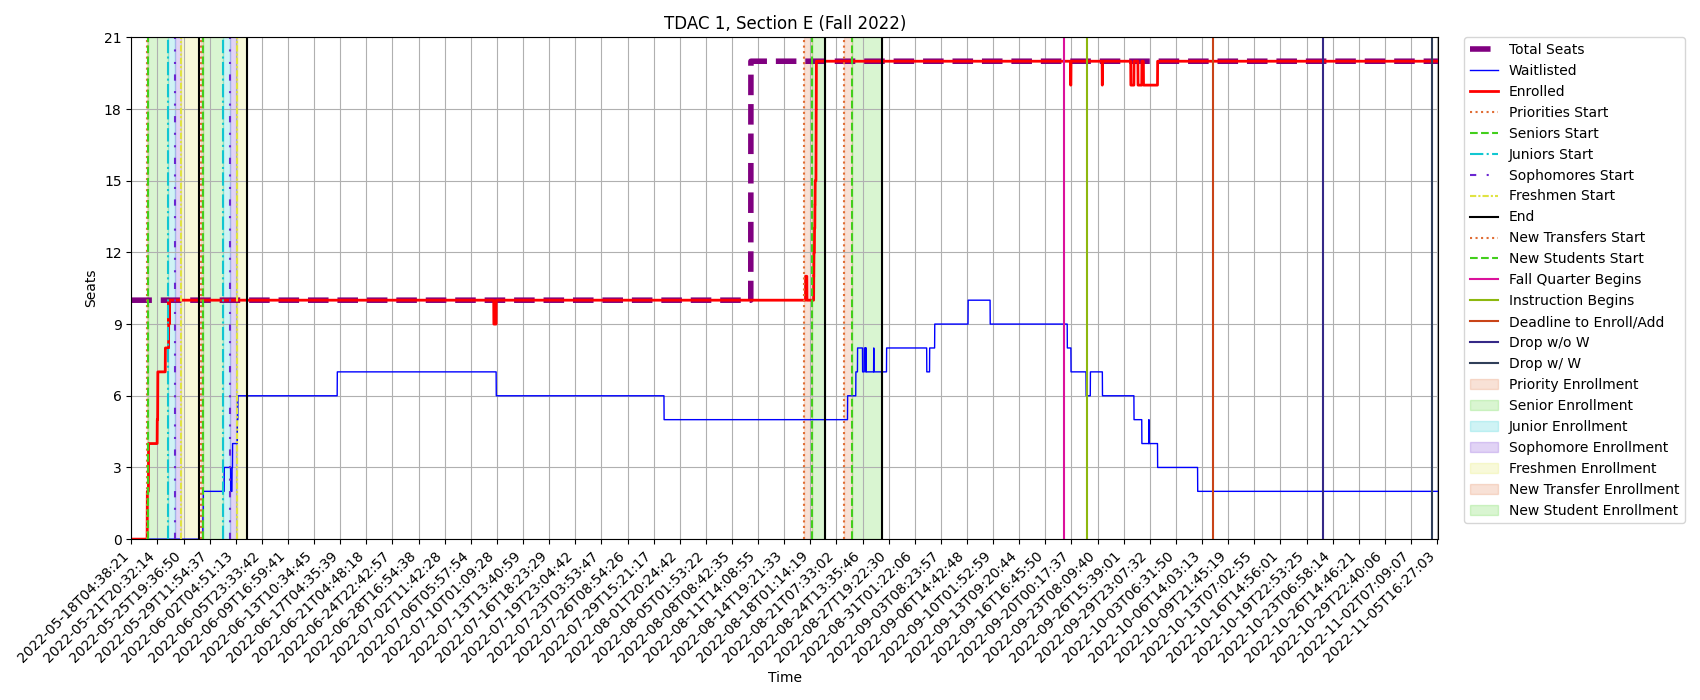 TDAC 1, Section E (Fall 2022)
21
18
15
12
9
6
3
0
Seats
2022-05-18T04:38:21
2022-05-21T20:32:14
2022-05-25T19:36:50
2022-05-29T11:54:37
2022-06-02T04:51:13
2022-06-05T23:33:42
2022-06-09T16:59:41
2022-06-13T10:34:45
2022-06-17T04:35:39
2022-06-21T04:48:18
2022-06-24T22:42:57
2022-06-28T16:54:38
2022-07-02T11:42:28
2022-07-06T05:57:54
2022-07-10T01:09:28
2022-07-13T13:40:59
2022-07-16T18:23:29
2022-07-19T23:04:42
2022-07-23T03:53:47
2022-07-26T08:54:26
2022-07-29T15:21:17
2022-08-01T20:24:42
2022-08-05T01:53:22
2022-08-08T08:42:35
2022-08-11T14:08:55
2022-08-14T19:21:33
2022-08-18T01:14:19
2022-08-21T07:33:02
2022-08-24T13:35:46
2022-08-27T19:22:30
2022-08-31T01:22:06
2022-09-03T08:23:57
2022-09-06T14:42:48
2022-09-10T01:52:59
2022-09-13T09:20:44
2022-09-16T16:45:50
2022-09-20T00:17:37
2022-09-23T08:09:40
2022-09-26T15:39:01
2022-09-29T23:07:32
2022-10-03T06:31:50
2022-10-06T14:03:13
2022-10-09T21:45:19
2022-10-13T07:02:55
2022-10-16T14:56:01
2022-10-19T22:53:25
2022-10-23T06:58:14
2022-10-26T14:46:21
2022-10-29T22:40:06
2022-11-02T07:09:07
2022-11-05T16:27:03
Time
Total Seats
Waitlisted
Enrolled
Priorities Start
Seniors Start
Juniors Start
Sophomores Start
Freshmen Start
End
New Transfers Start
New Students Start
Fall Quarter Begins
Instruction Begins
Deadline to Enroll/Add
Drop w/o W
Drop w/ W
Priority Enrollment
Senior Enrollment
Junior Enrollment
Sophomore Enrollment
Freshmen Enrollment
New Transfer Enrollment
New Student Enrollment